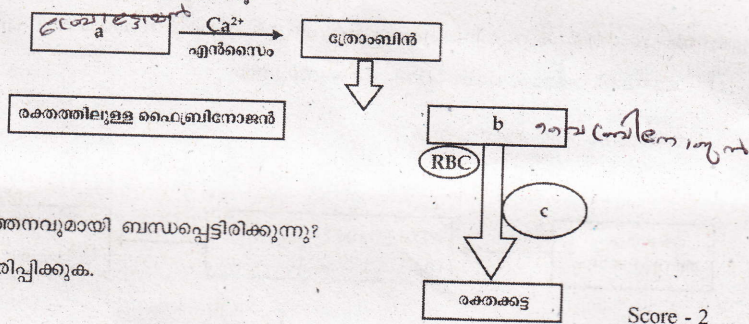 a
Ca²⁺
എൻസൈം
ത്രോംബിൻ
രക്തത്തിലുള്ള ഫൈബ്രിനോജൻ
b
RBC
c
ത്തനവുമായി ബന്ധപ്പെട്ടിരിക്കുന്നു?
രിപ്പിക്കുക.
രക്തക്കട്ട
Score - 2